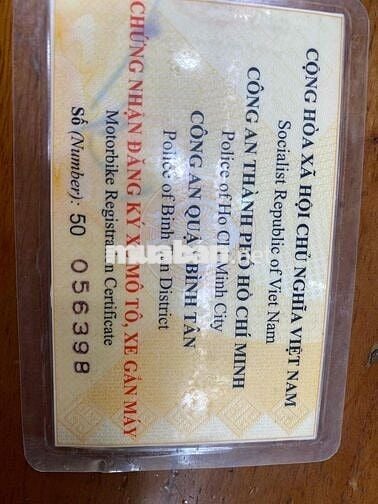 CỘNG HÒA XÃ HỘI CHỦ NGHĨA VIỆT NAM
Socialist Republic of Viet Nam
CÔNG AN THÀNH PHỐ HỒ CHÍ MINH
Police of Ho Chi Minh City
CÔNG AN QUẬN BÌNH TÂN
Police of Binh Tan District
CHỨNG NHẬN ĐĂNG KÝ XE MÔ TÔ, XE GẮN MÁY
Motorbike Registration Certificate
Số (Number): 50 056398
muaban.net